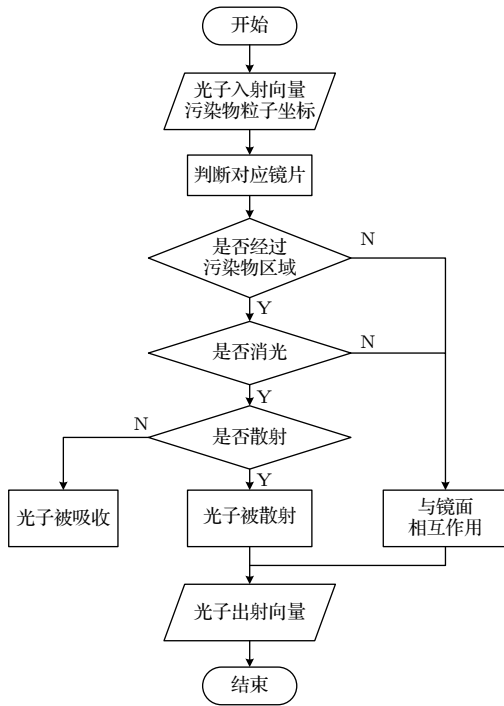 开始
光子入射向量
污染物粒子坐标
判断对应镜片
是否经过
污染物区域
N
Y
是否消光
N
Y
是否散射
N
Y
光子被吸收
光子被散射
与镜面
相互作用
光子出射向量
结束